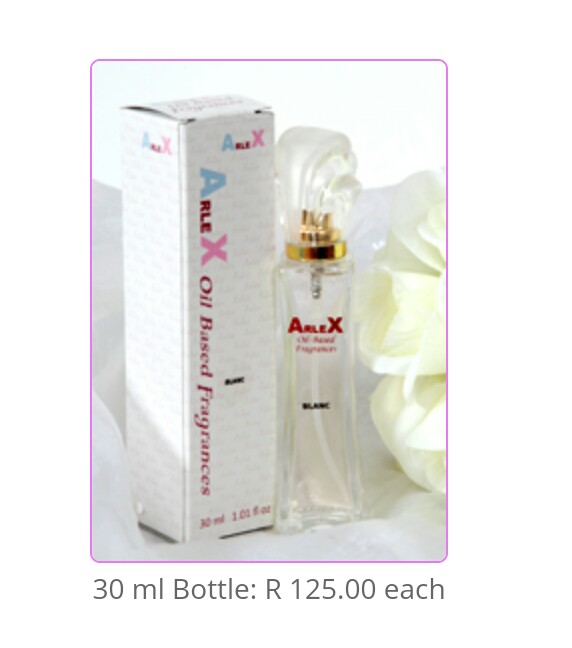 ARLEX
ARLEX
ARLEX Oil Based Fragrances
BLANC
30 ml 1.01 fl oz
ARLEX
Oil-Based
Fragrances
BLANC
30 ml Bottle: R 125.00 each